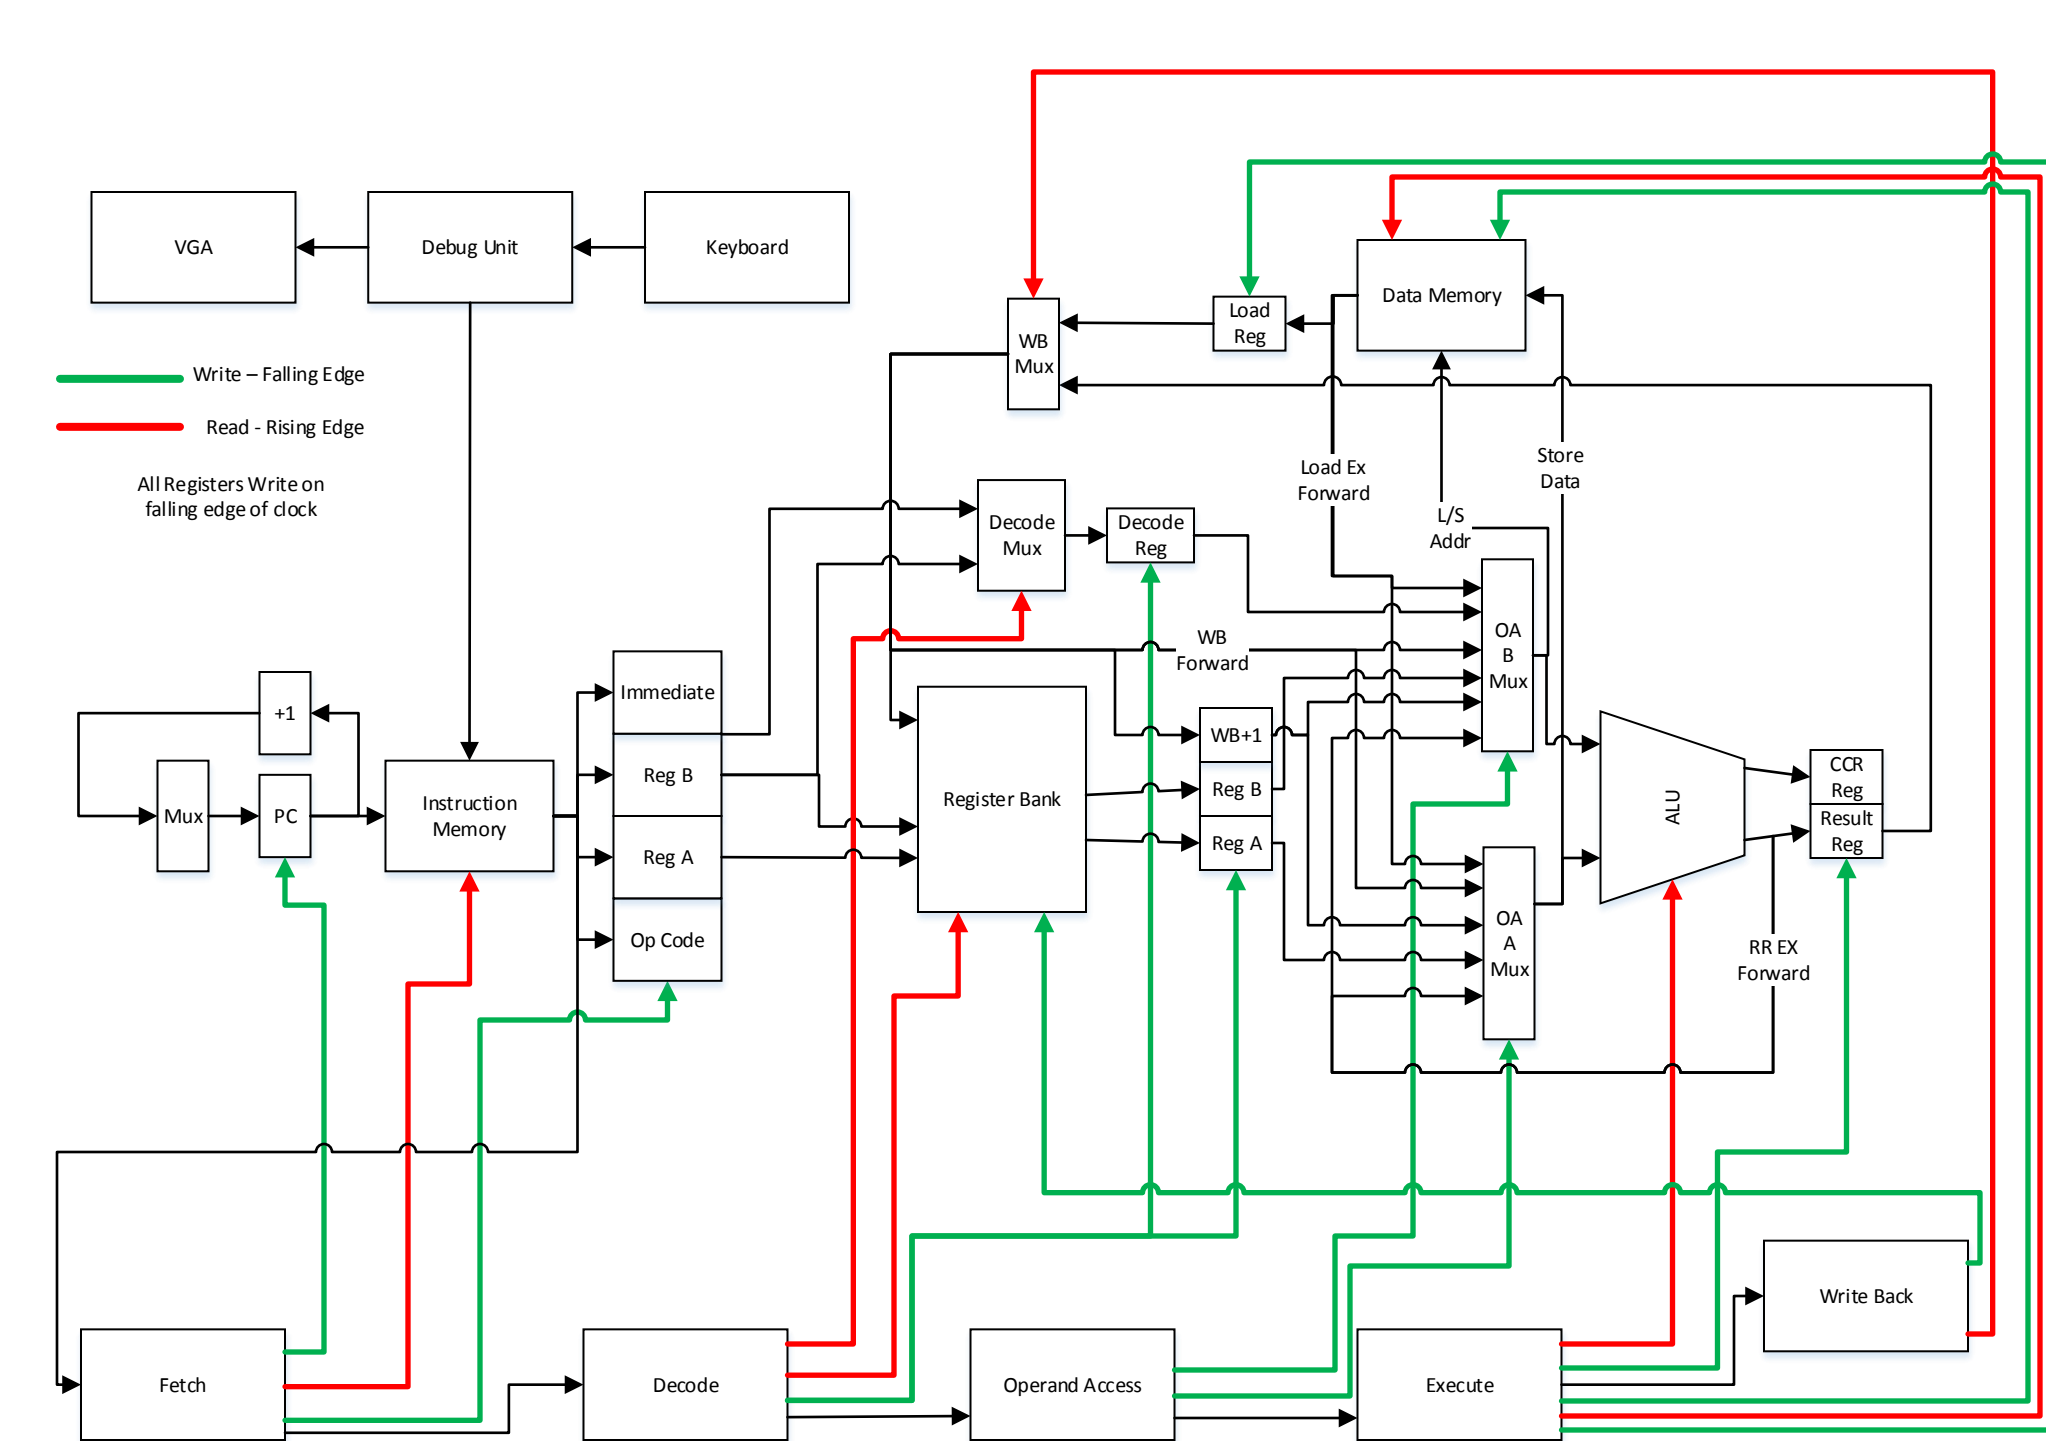 VGA
Debug Unit
Keyboard
Write – Falling Edge
Read - Rising Edge
All Registers Write on
falling edge of clock
WB
Mux
Load
Reg
Data Memory
Load Ex
Forward
Store
Data
L/S
Addr
Decode
Mux
Decode
Reg
OA
B
Mux
WB
Forward
+1
Mux
PC
Instruction
Memory
Immediate
Reg B
Reg A
Op Code
Register Bank
WB+1
Reg B
Reg A
OA
A
Mux
ALU
CCR
Reg
Result
Reg
RR EX
Forward
Fetch
Decode
Operand Access
Execute
Write Back